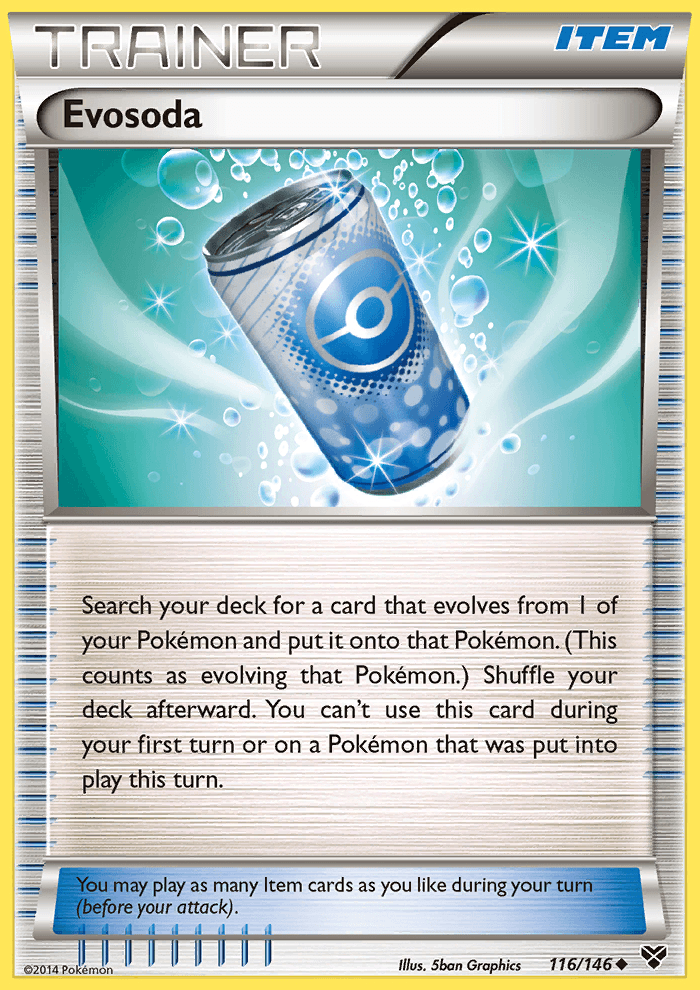 TRAINER
ITEM
Evosoda
Search your deck for a card that evolves from 1 of
your Pokémon and put it onto that Pokémon. (This
counts as evolving that Pokémon.) Shuffle your
deck afterward. You can't use this card during
your first turn or on a Pokémon that was put into
play this turn.
You may play as many Item cards as you like during your turn
(before your attack).
©2014 Pokémon
Illus. 5ban Graphics
116/146